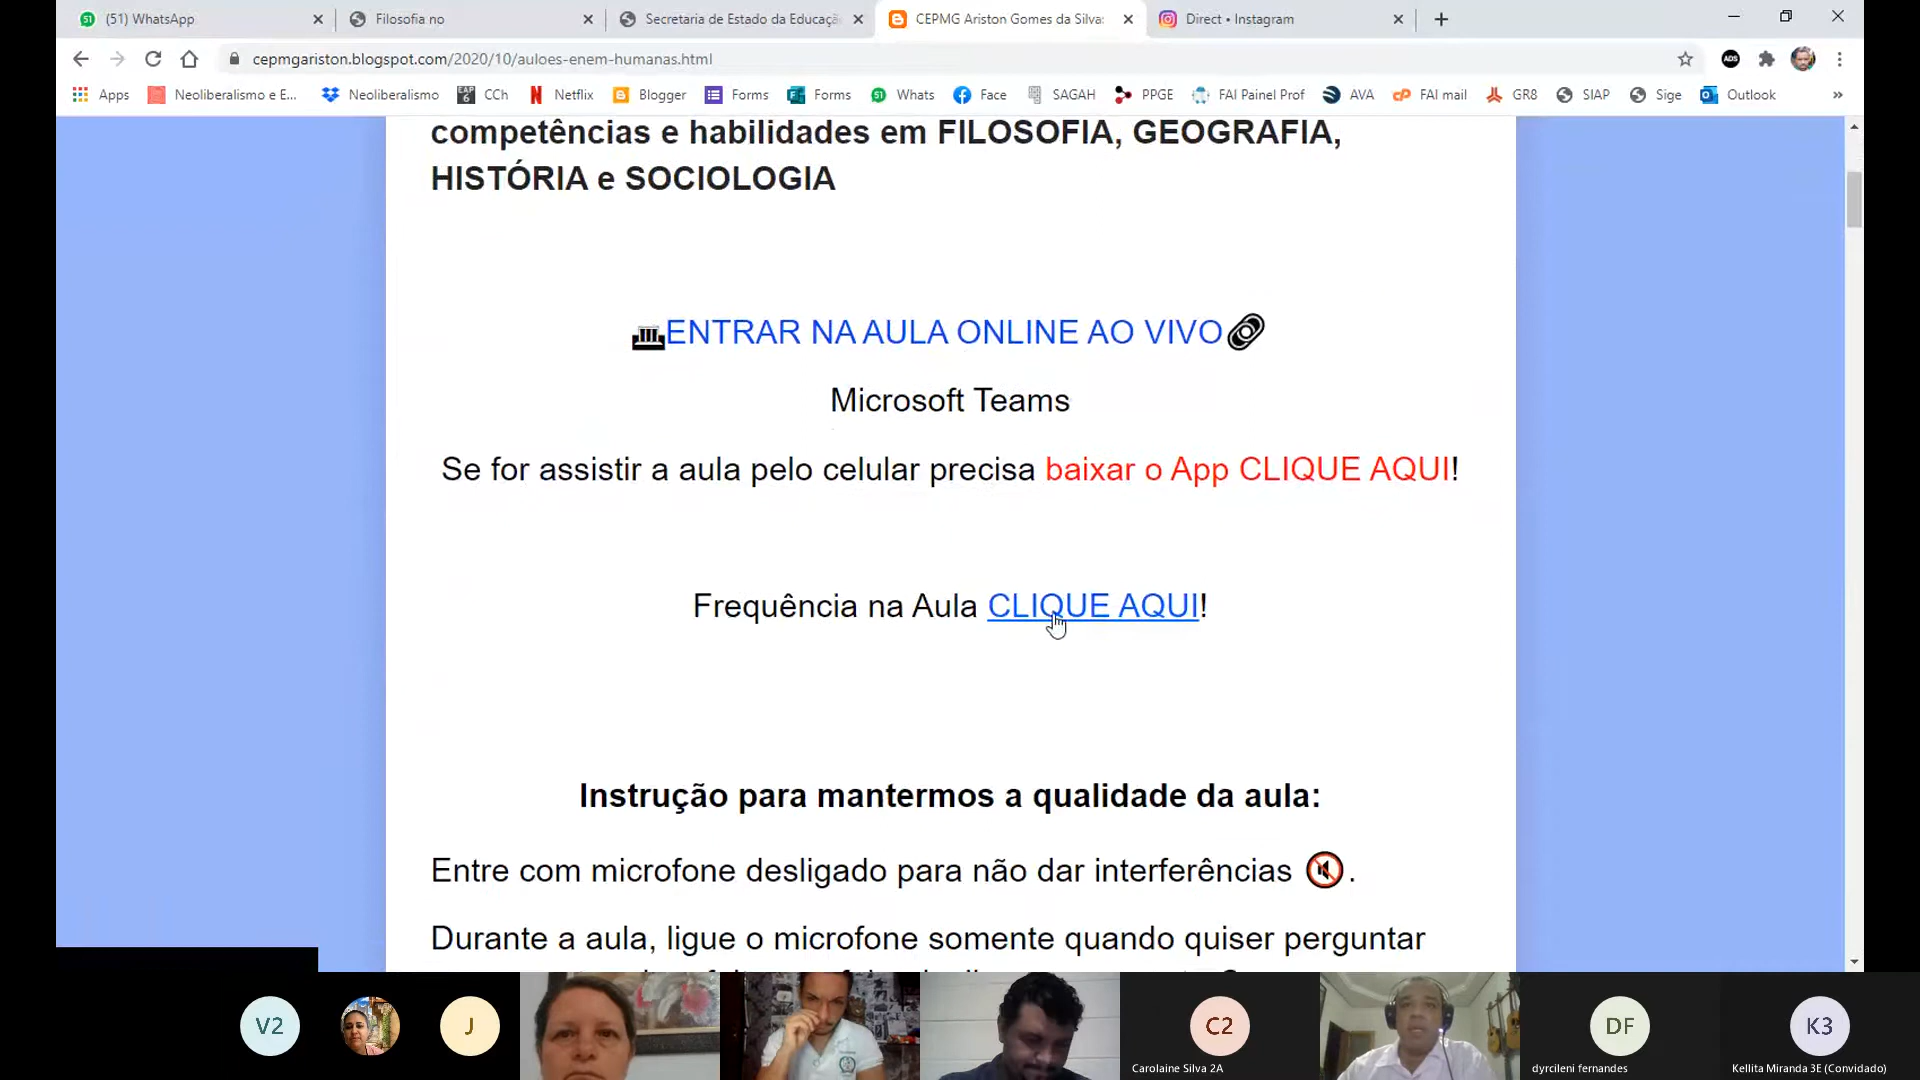 (51) WhatsApp
Filosofia no
Secretaria de Estado da Educaçã
CEPMG Ariston Gomes da Silva:
Direct • Instagram
cepmgariston.blogspot.com/2020/10/auloes-enem-humanas.html
ABS
Apps
Neoliberalismo e E...
Neoliberalismo
CCh
Netflix
Blogger
Forms
Forms
Whats
Face
SAGAH
PPGE
FAI Painel Prof
AVA
FAI mail
GR8
SIAP
Sige
Outlook
competências e habilidades em FILOSOFIA, GEOGRAFIA,
HISTÓRIA e SOCIOLOGIA
ENTRAR NA AULA ONLINE AO VIVO
Microsoft Teams
Se for assistir a aula pelo celular precisa baixar o App CLIQUE AQUI!
Frequência na Aula CLIQUE AQUI!
Instrução para mantermos a qualidade da aula:
Entre com microfone desligado para não dar interferências .
Durante a aula, ligue o microfone somente quando quiser perguntar
V2
J
C2
DF
K3
Carolaine Silva 2A
dyrcileni fernandes
Kellita Miranda 3E (Convidado)